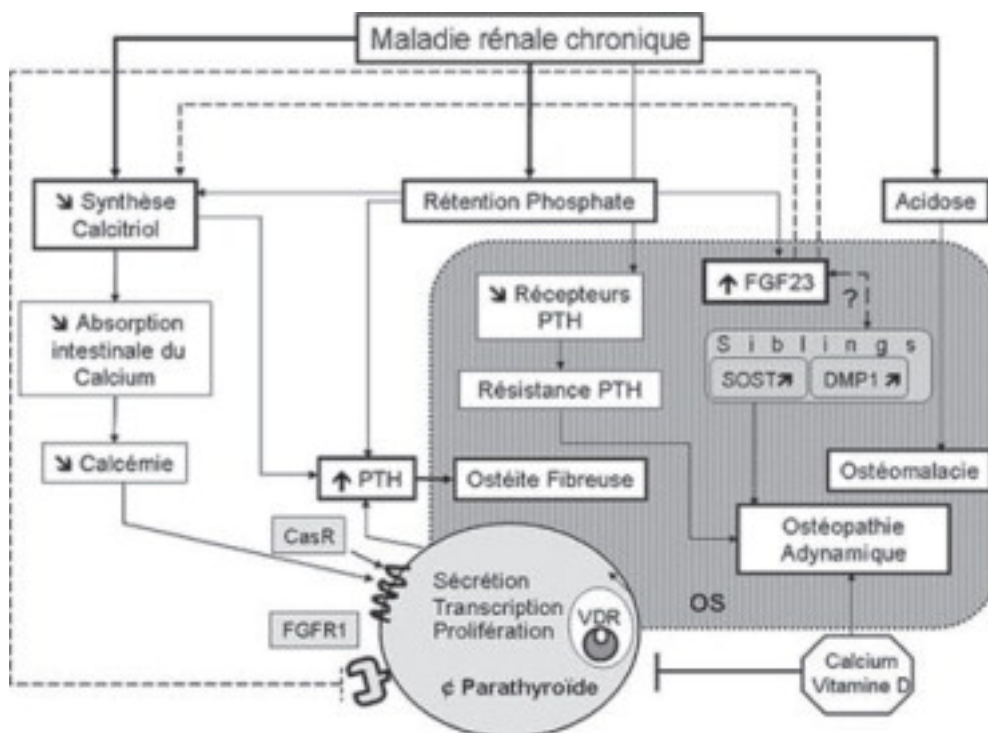 Maladie rénale chronique
↘ Synthèse
Calcitriol
Rétention Phosphate
Acidose
↘ Récepteurs
PTH
↑ FGF23
?
↘ Absorption
intestinale du
Calcium
Siblings
SOST↗ DMP1↗
Résistance PTH
↘ Calcémie
↑ PTH
Ostéite Fibreuse
Ostéomalacie
Ostéopathie
Adynamique
CasR
Sécrétion
Transcription
Prolifération
VDR
OS
FGFR1
¢ Parathyroïde
Calcium
Vitamine D